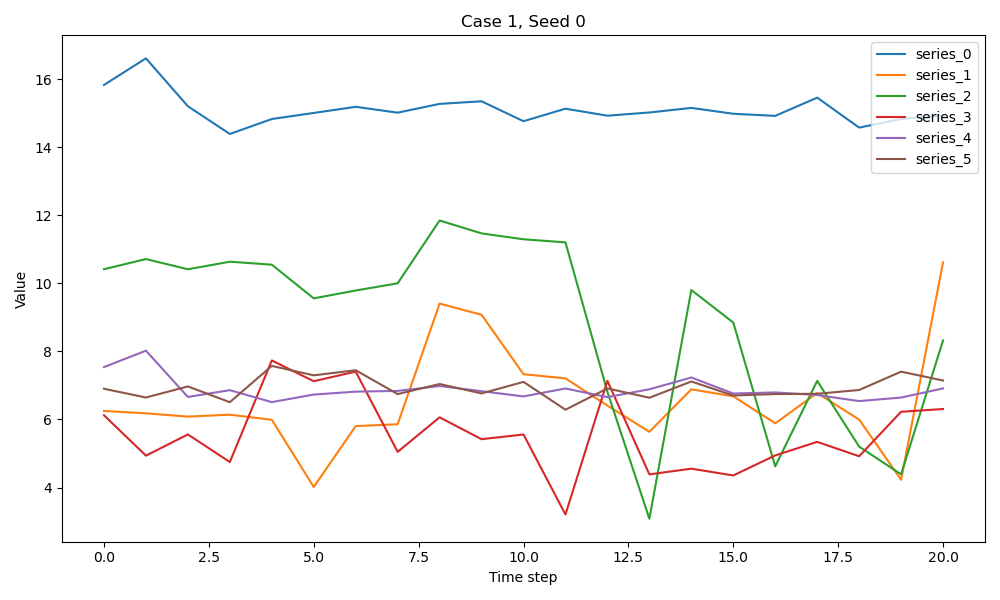 Case 1, Seed 0
series_0
series_1
series_2
series_3
series_4
series_5
Value
16
14
12
10
8
6
4
0.0 2.5 5.0 7.5 10.0 12.5 15.0 17.5 20.0
Time step